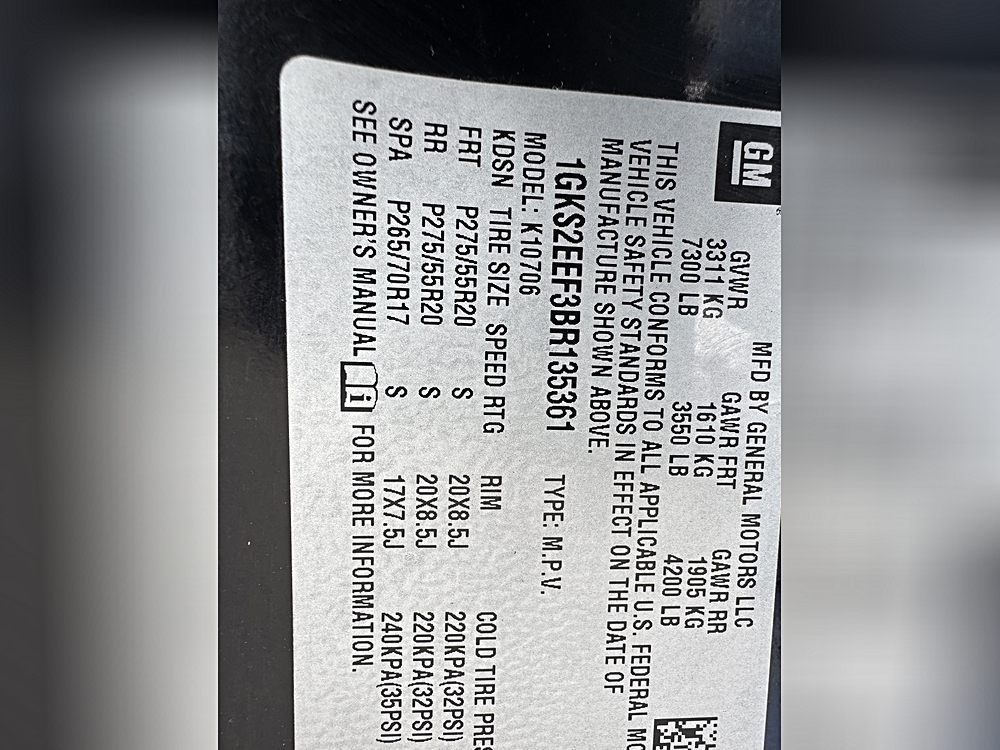 GM
MFD BY GENERAL MOTORS LLC
GVWR GAWR FRT GAWR RR
3311 KG 1610 KG 1905 KG
7300 LB 3550 LB 4200 LB
THIS VEHICLE CONFORMS TO ALL APPLICABLE U.S. FEDERAL MO
VEHICLE SAFETY STANDARDS IN EFFECT ON THE DATE OF
MANUFACTURE SHOWN ABOVE.
1GKS2EEF3BR135361 TYPE: M.P.V.
MODEL: K10706
KDSN TIRE SIZE SPEED RTG RIM COLD TIRE PRES
FRT P275/55R20 S 20X8.5J 220KPA(32PSI)
RR P275/55R20 S 20X8.5J 220KPA(32PSI)
SPA P265/70R17 S 17X7.5J 240KPA(35PSI)
SEE OWNER'S MANUAL FOR MORE INFORMATION.